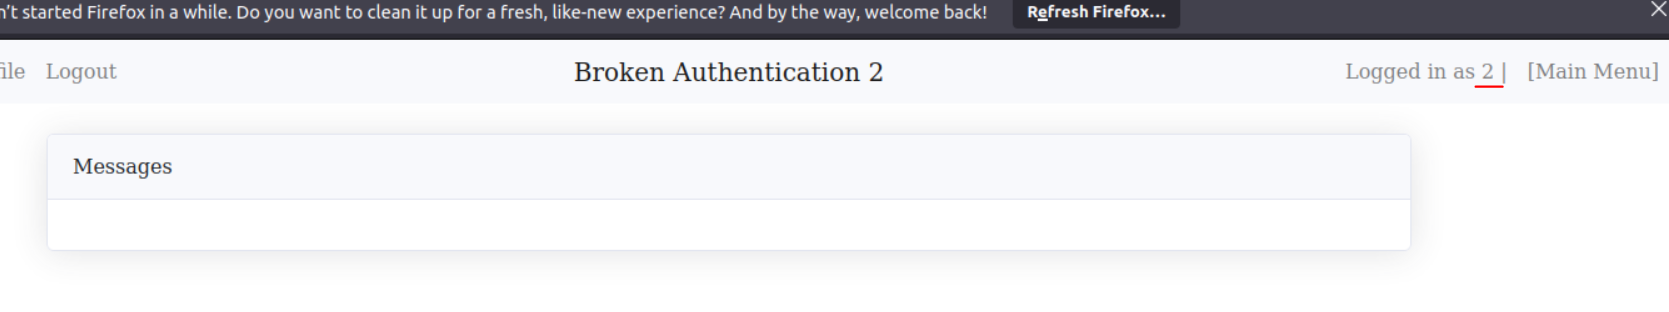 n't started Firefox in a while. Do you want to clean it up for a fresh, like-new experience? And by the way, welcome back! Refresh Firefox...
file Logout Broken Authentication 2 Logged in as 2 | [Main Menu]
Messages